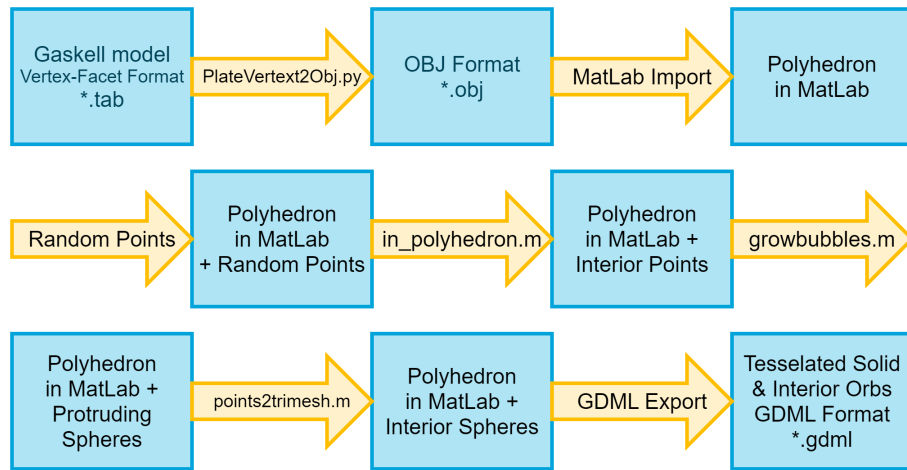 Gaskell model
Vertex-Facet Format
*.tab
PlateVertext2Obj.py
OBJ Format
*.obj
MatLab Import
Polyhedron
in MatLab
Random Points
Polyhedron
in MatLab
+ Random Points
in_polyhedron.m
Polyhedron
in MatLab +
Interior Points
growbubbles.m
Polyhedron
in MatLab +
Protruding
Spheres
points2trimesh.m
Polyhedron
in MatLab +
Interior Spheres
GDML Export
Tesselated Solid
& Interior Orbs
GDML Format
*.gdml